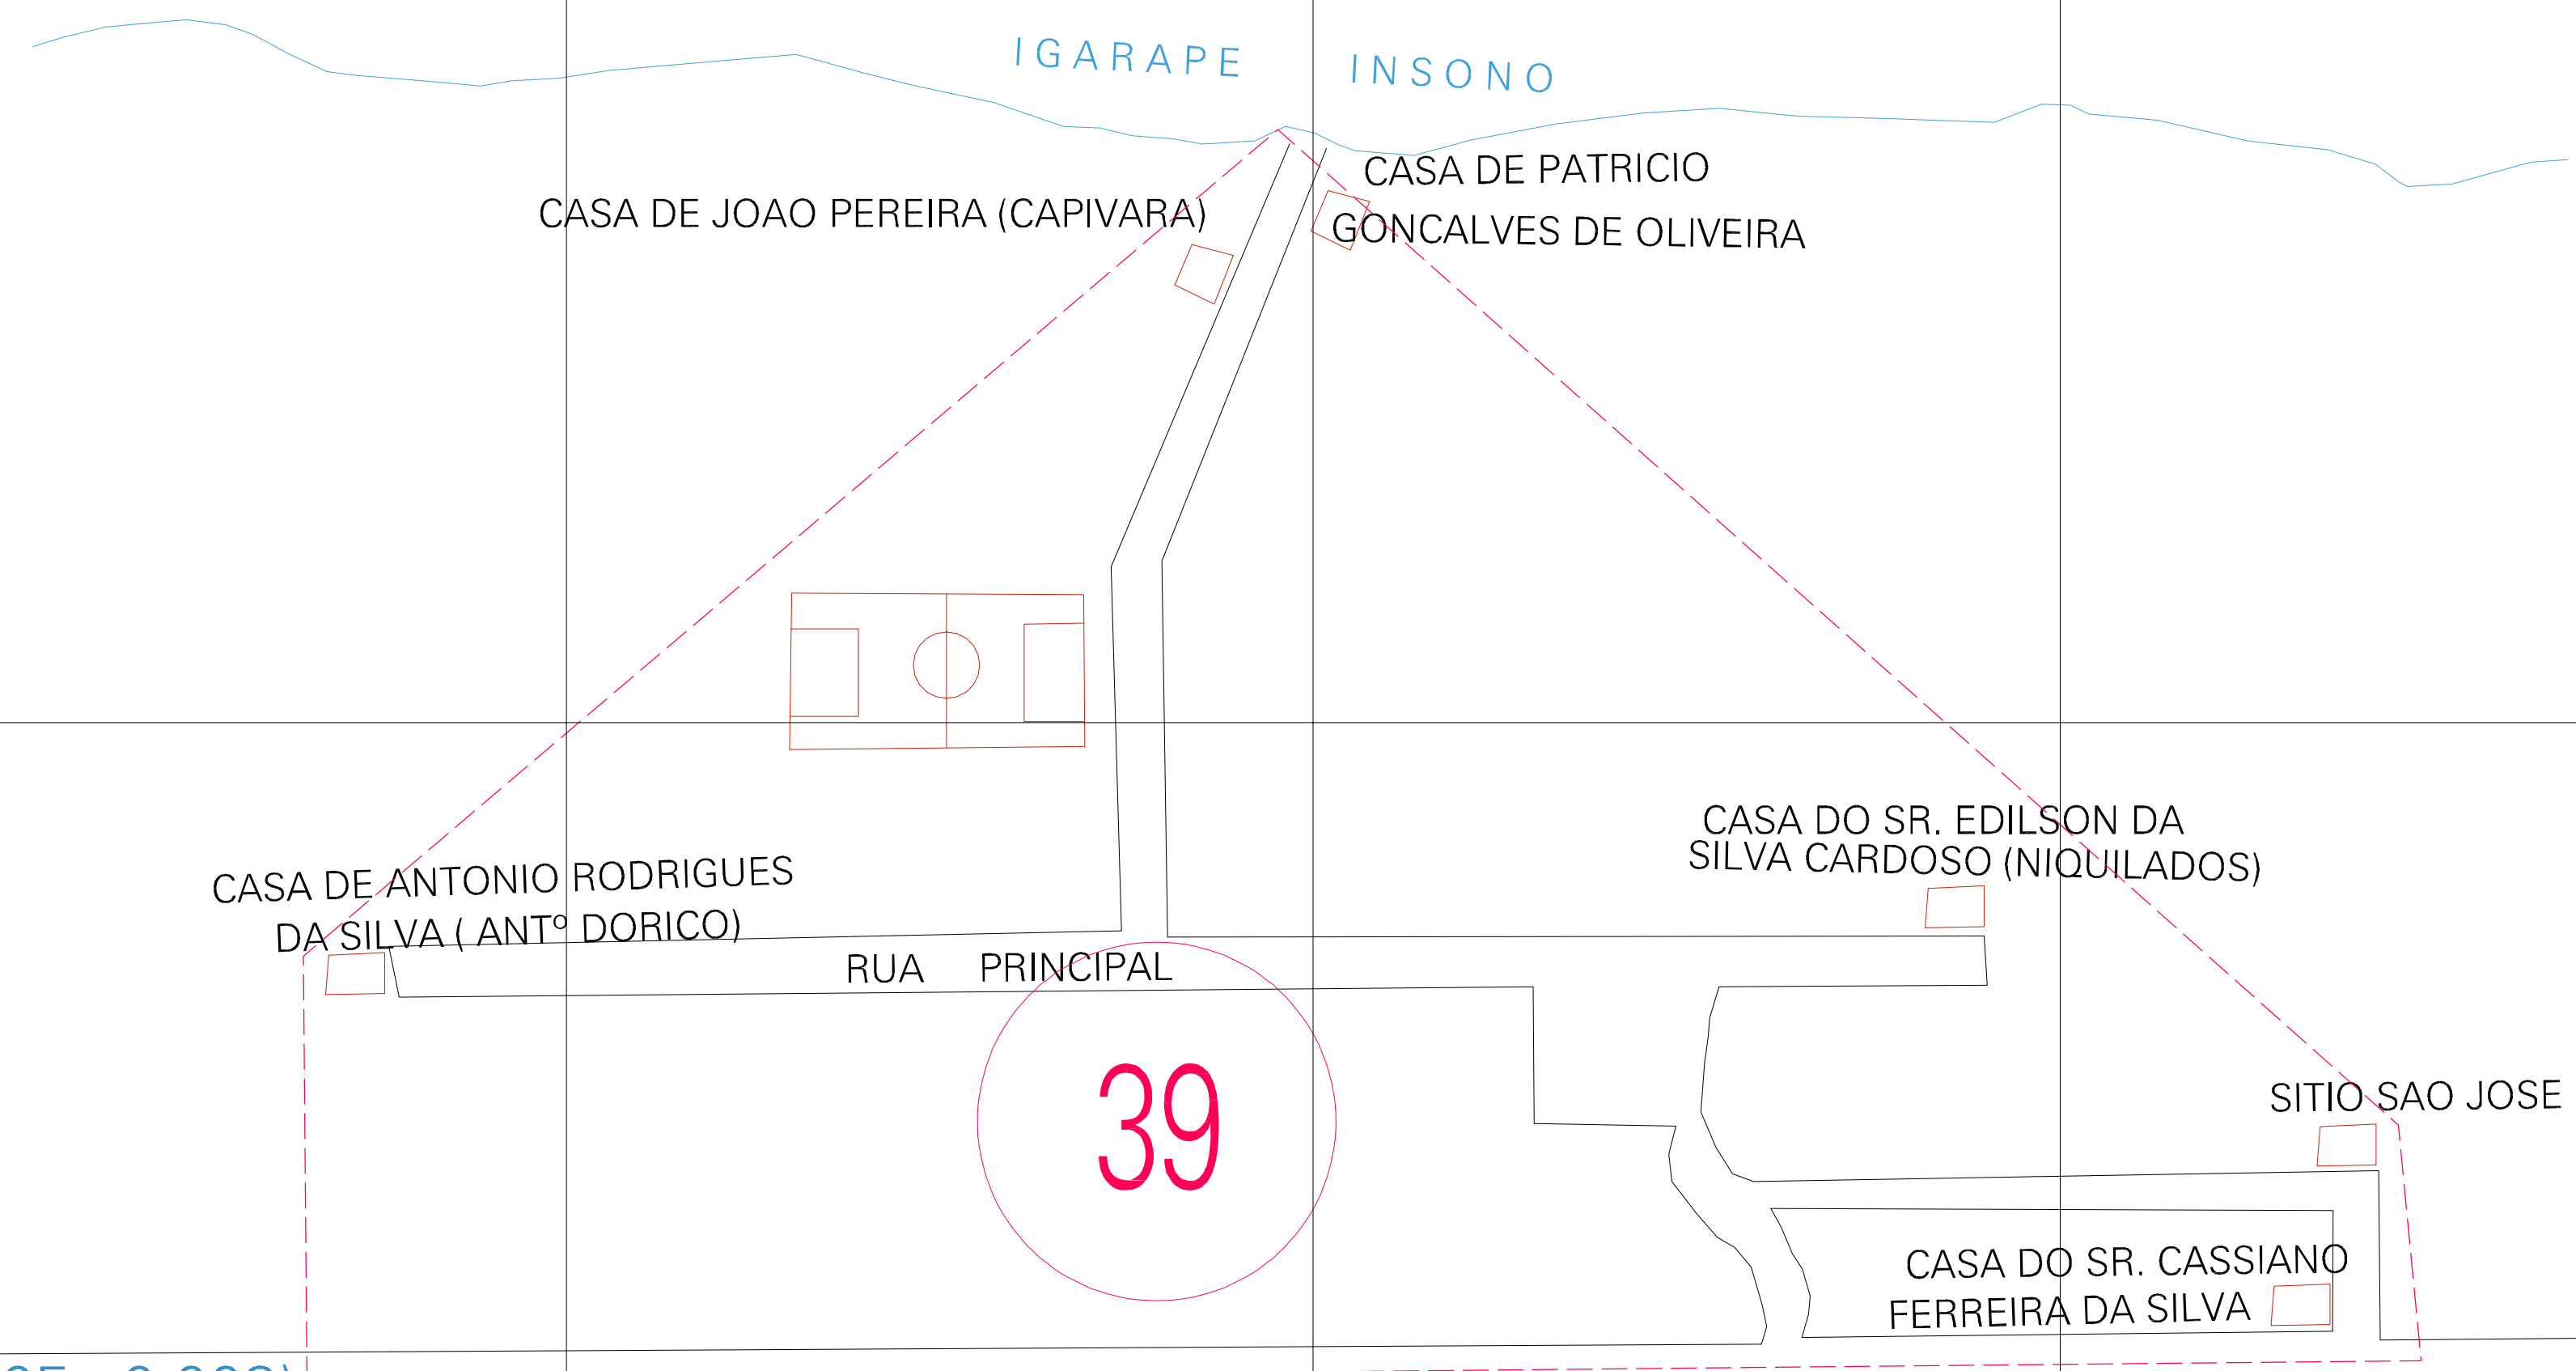 IGARAPE INSONO
CASA DE PATRICIO
GONCALVES DE OLIVEIRA
CASA DE JOAO PEREIRA (CAPIVARA)
CASA DO SR. EDILSON DA
SILVA CARDOSO (NIQUILADOS)
CASA DE ANTONIO RODRIGUES
DA SILVA ( ANTº DORICO)
RUA PRINCIPAL
39
SITIO SAO JOSE
CASA DO SR. CASSIANO
FERREIRA DA SILVA